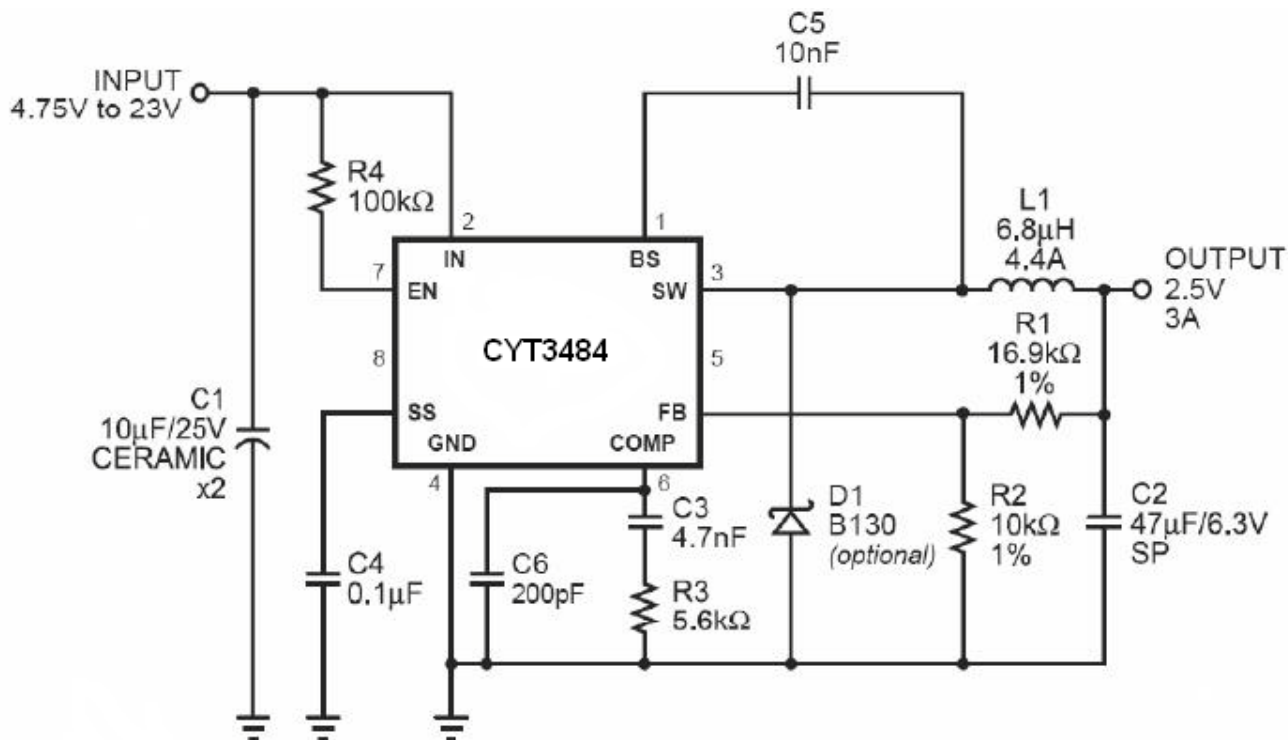 C5
10nF
INPUT
4.75V to 23V
R4
100kΩ
2
1
IN
BS
L1
6.8μH
4.4A
OUTPUT
2.5V
3A
7
EN
SW
3
CYT3484
8
5
R1
16.9kΩ
1%
C1
10μF/25V
CERAMIC
x2
SS
FB
GND
COMP
4
6
C3
4.7nF
D1
B130
(optional)
R2
10kΩ
1%
C2
47μF/6.3V
SP
C4
0.1μF
C6
200pF
R3
5.6kΩ